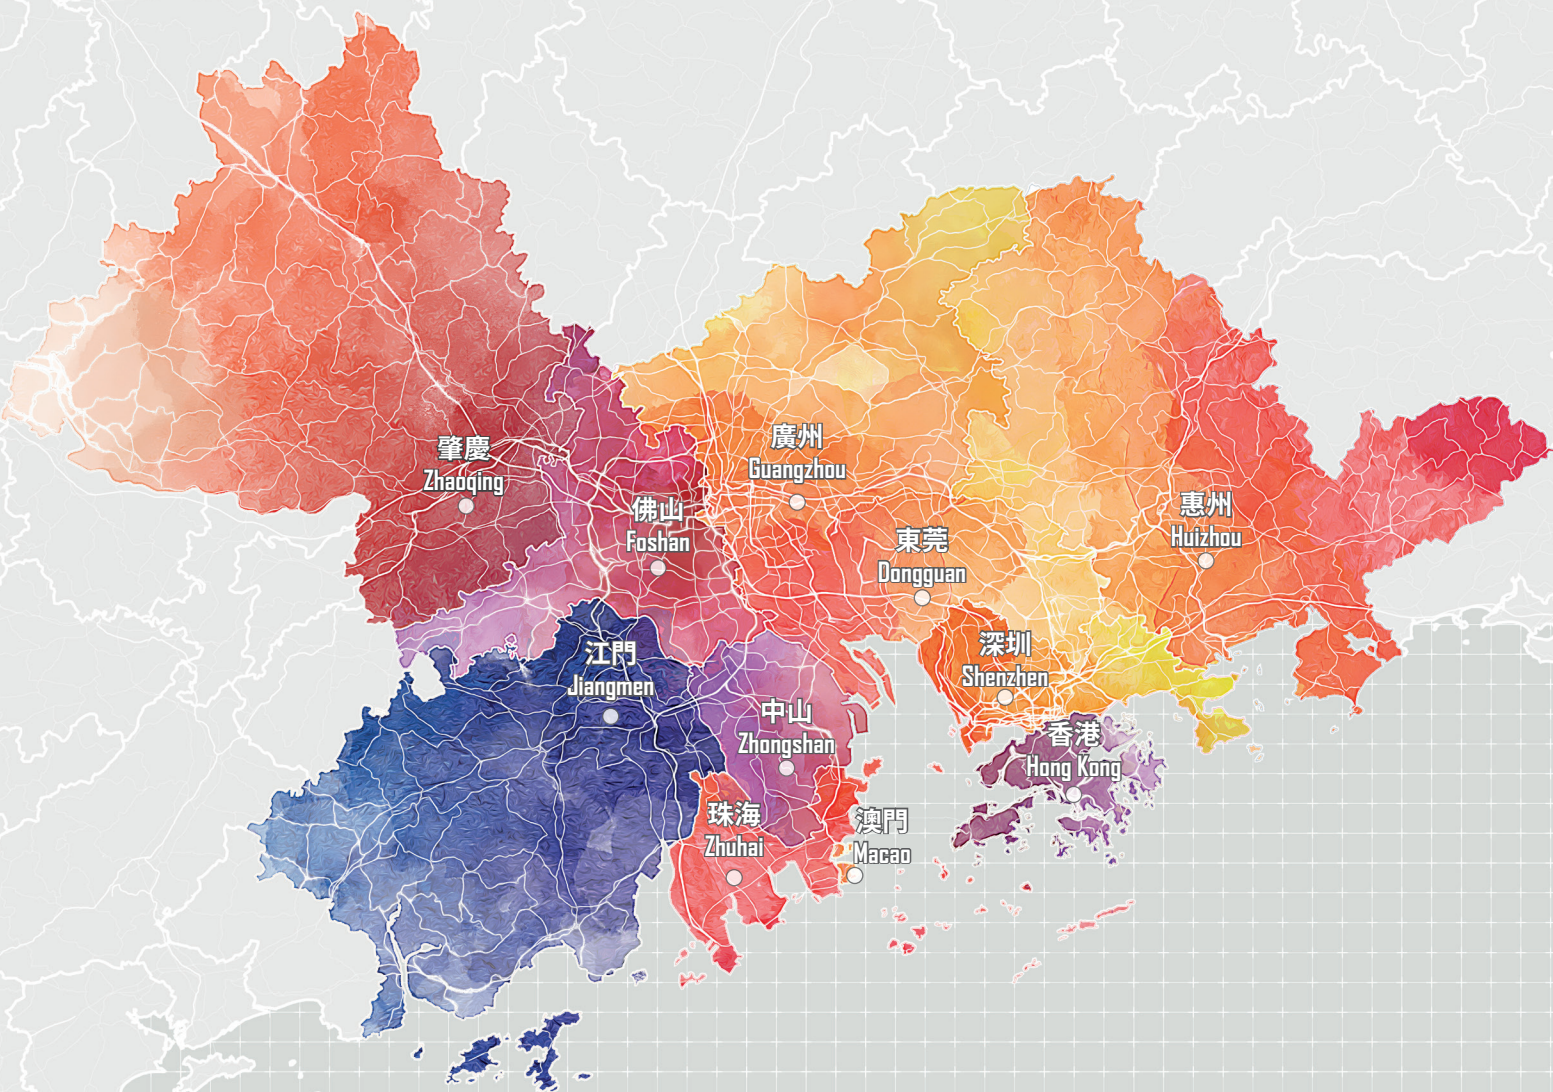 廣州
Guangzhou
肇慶
Zhaoqing
佛山
Foshan
惠州
Huizhou
東莞
Dongguan
深圳
Shenzhen
江門
Jiangmen
中山
Zhongshan
香港
Hong Kong
珠海
Zhuhai
澳門
Macao